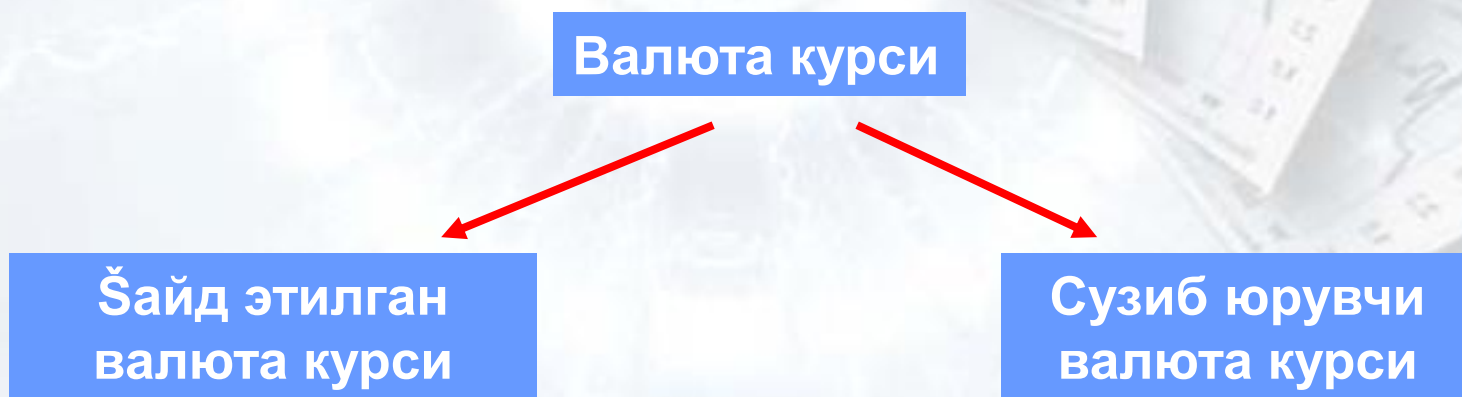 Валюта курси
Šайд этилган
валюта курси
Сузиб юрувчи
валюта курси